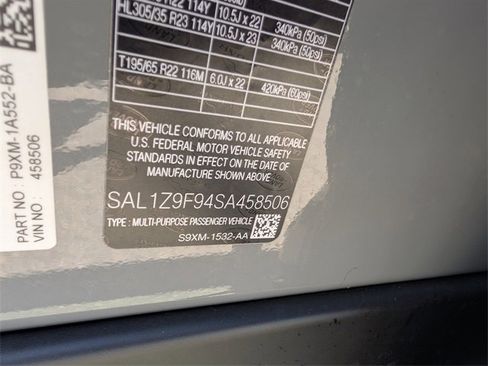 114Y 10.5J x 22 340kPa (50psi)
HL305/35 R23 114Y 10.5J x 23 340kPa (50psi)
T195/65 R22 116M 6.0J x 22 420kPa (60psi)
THIS VEHICLE CONFORMS TO ALL APPLICABLE
U.S. FEDERAL MOTOR VEHICLE SAFETY
STANDARDS IN EFFECT ON THE DATE OF
MANUFACTURE SHOWN ABOVE.
SAL1Z9F94SA458506
TYPE : MULTI-PURPOSE PASSENGER VEHICLE
S9XM-1532-AA
PART NO : P9XM-1A552-BA
VIN NO : 458506